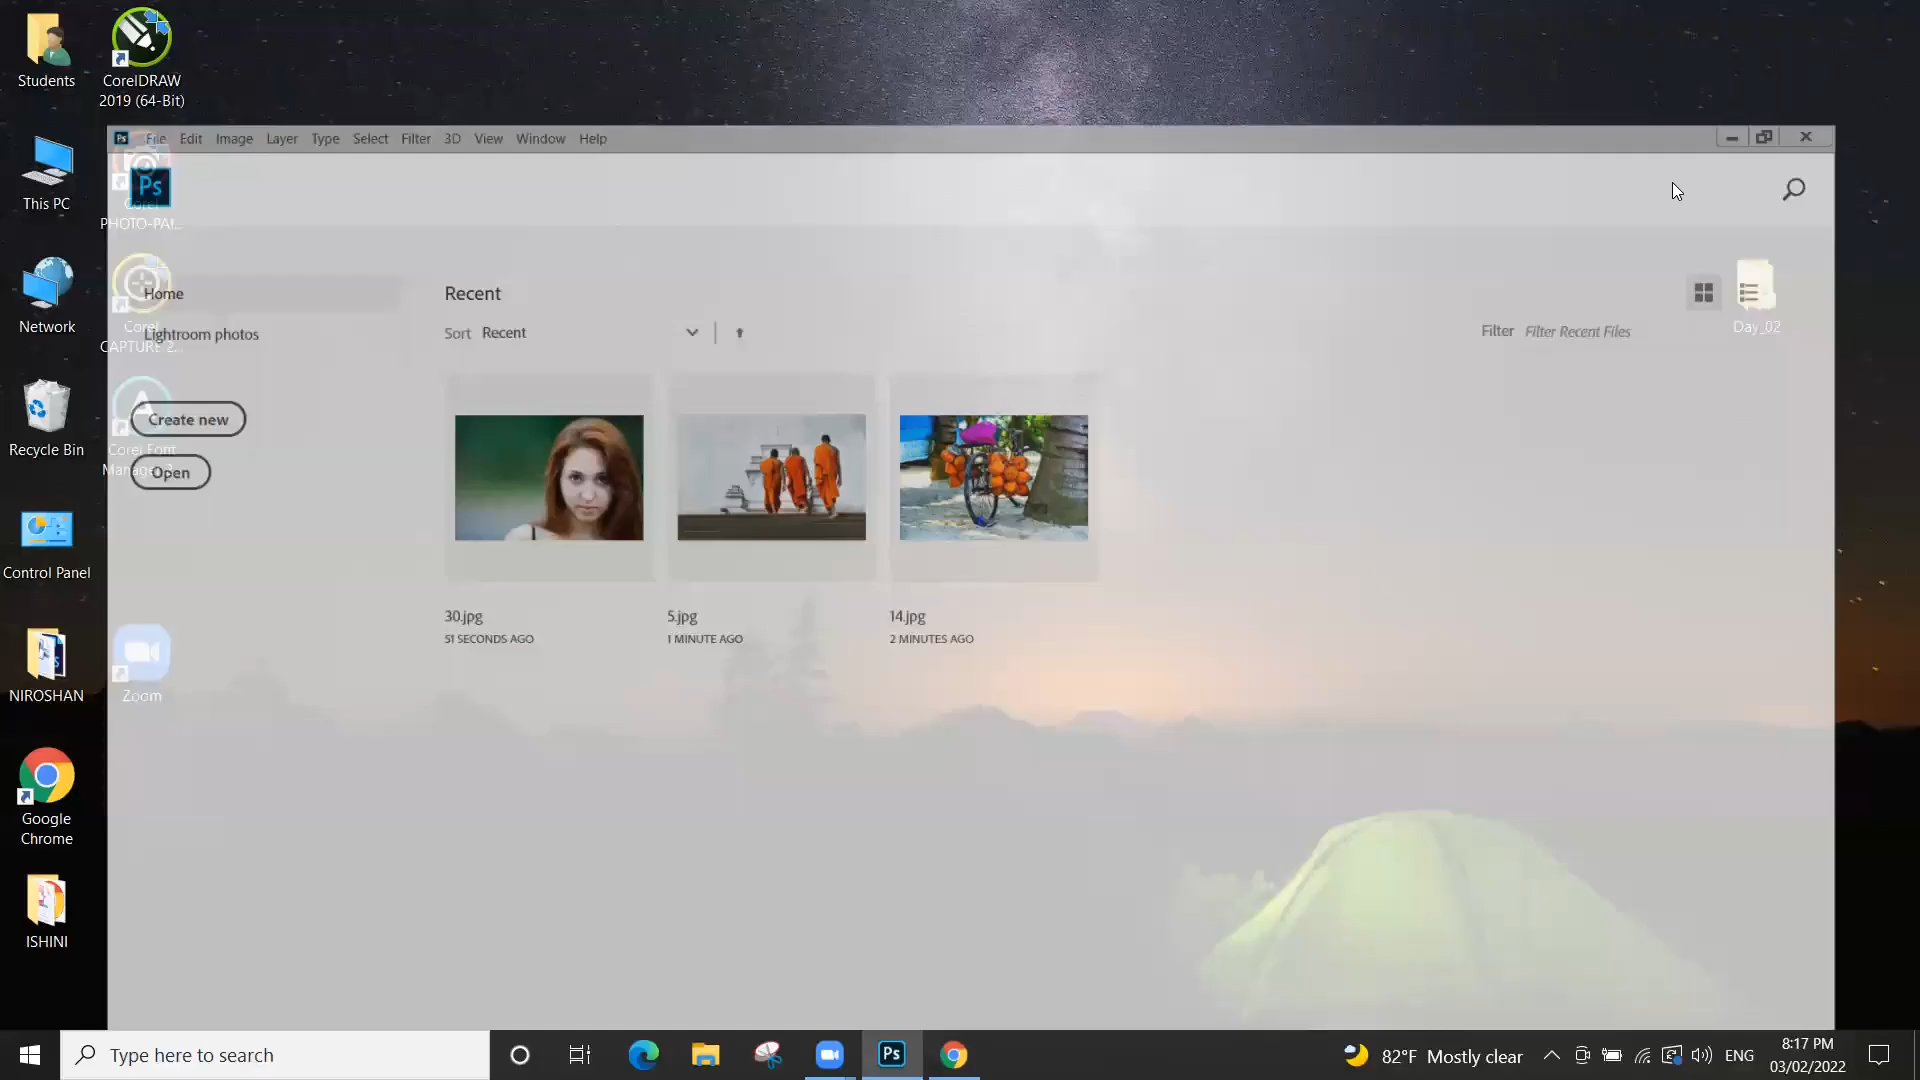 Students
CorelDRAW
2019 (64-Bit)
Ps File Edit Image Layer Type Select Filter 3D View Window Help
Ps
This PC
Corel
PHOTO-PAI...
Home
Recent
Network
Corel
CAPTURE 2...
Lightroom photos
Sort Recent
Filter Filter Recent Files
Day_02
Create new
Recycle Bin
Corel Font
Manager 2...
Open
Control Panel
30.jpg
51 SECONDS AGO
5.jpg
1 MINUTE AGO
14.jpg
2 MINUTES AGO
NIROSHAN
Zoom
Google
Chrome
ISHINI
Type here to search
Ps
82°F Mostly clear
ENG
8:17 PM
03/02/2022